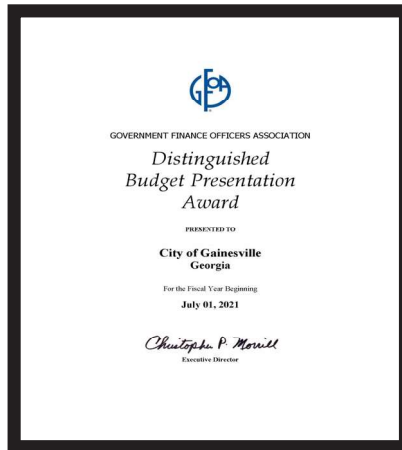 GFOA
GOVERNMENT FINANCE OFFICERS ASSOCIATION
Distinguished
Budget Presentation
Award
PRESENTED TO
City of Gainesville
Georgia
For the Fiscal Year Beginning
July 01, 2021
Christopher P. Morrill
Executive Director